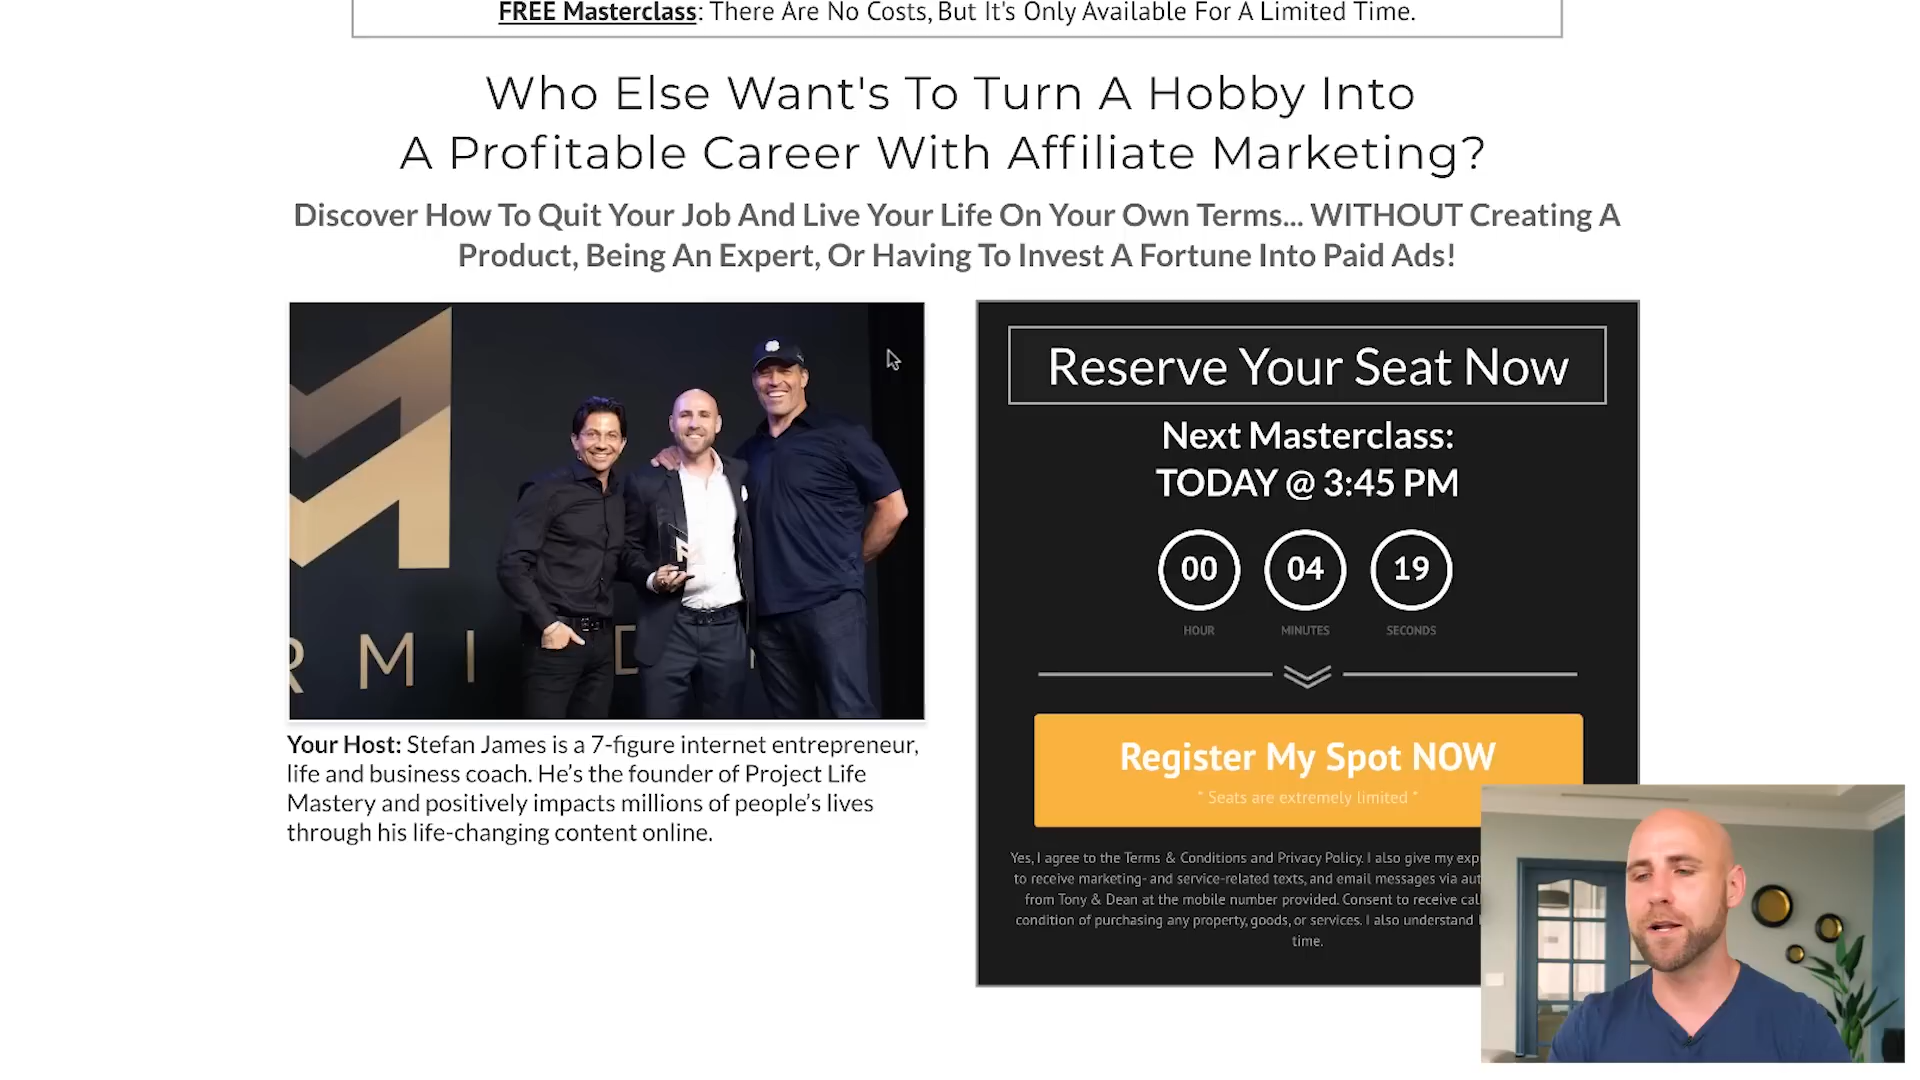 FREE Masterclass: There Are No Costs, But It's Only Available For A Limited Time.
Who Else Want's To Turn A Hobby Into
A Profitable Career With Affiliate Marketing?
Discover How To Quit Your Job And Live Your Life On Your Own Terms... WITHOUT Creating A
Product, Being An Expert, Or Having To Invest A Fortune Into Paid Ads!
R M I D
Your Host: Stefan James is a 7-figure internet entrepreneur,
life and business coach. He's the founder of Project Life
Mastery and positively impacts millions of people's lives
through his life-changing content online.
Reserve Your Seat Now
Next Masterclass:
TODAY @ 3:45 PM
00 04 19
HOUR MINUTES SECONDS
Register My Spot NOW
* Seats are extremely limited *
Yes, I agree to the Terms & Conditions and Privacy Policy. I also give my
to receive marketing- and service-related texts, and email messages via
from Tony & Dean at the mobile number provided. Consent to receive
condition of purchasing any property, goods, or services. I also understand
time.